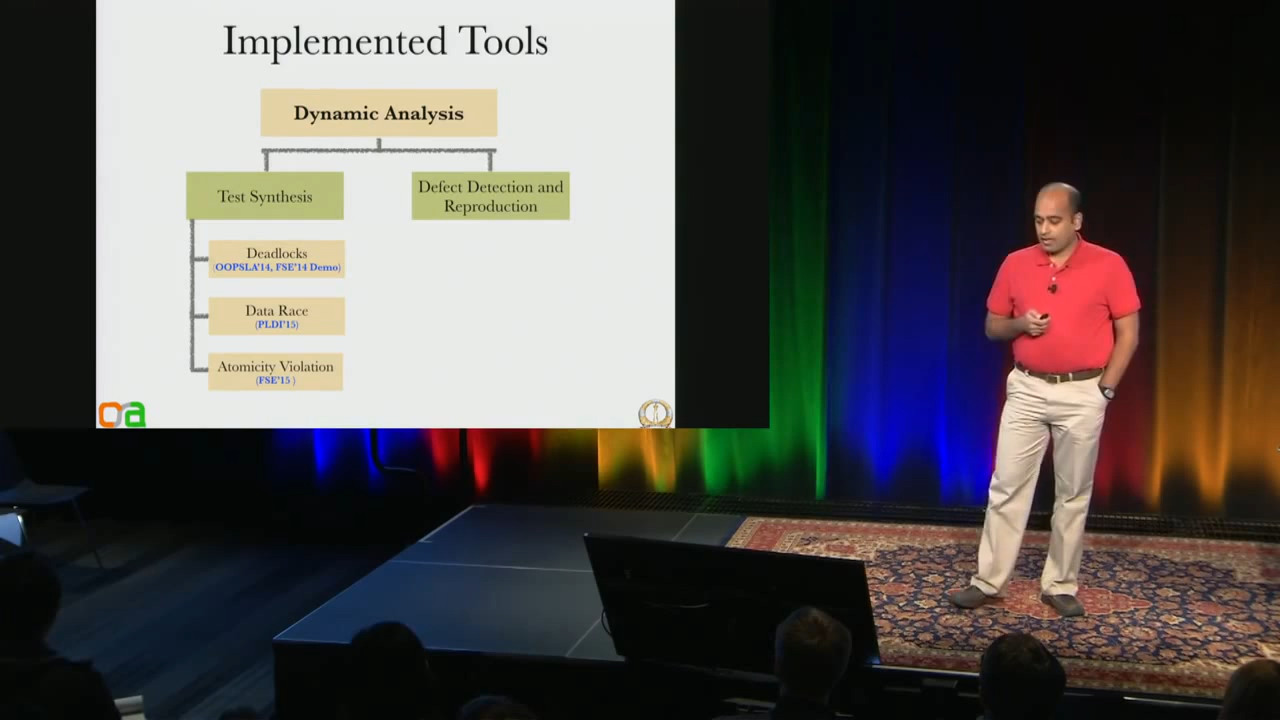 Implemented Tools
Dynamic Analysis
Test Synthesis
Defect Detection and
Reproduction
Deadlocks
(OOPSLA'14, FSE'14 Demo)
Data Race
(PLDI'15)
Atomicity Violation
(FSE'15 )